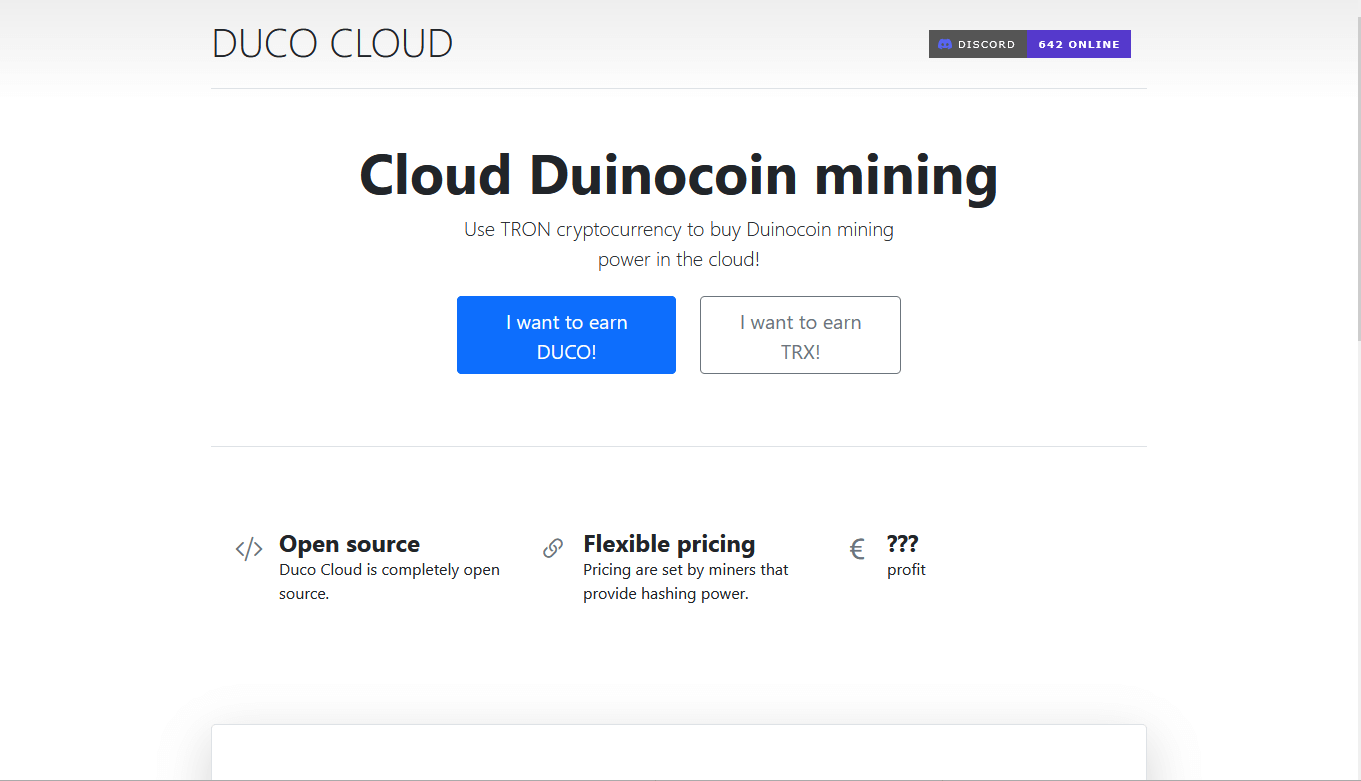 DUCO CLOUD
DISCORD 642 ONLINE
Cloud Duinocoin mining
Use TRON cryptocurrency to buy Duinocoin mining
power in the cloud!
I want to earn
DUCO!
I want to earn
TRX!
</> Open source
Duco Cloud is completely open
source.
Flexible pricing
Pricing are set by miners that
provide hashing power.
€ ???
profit